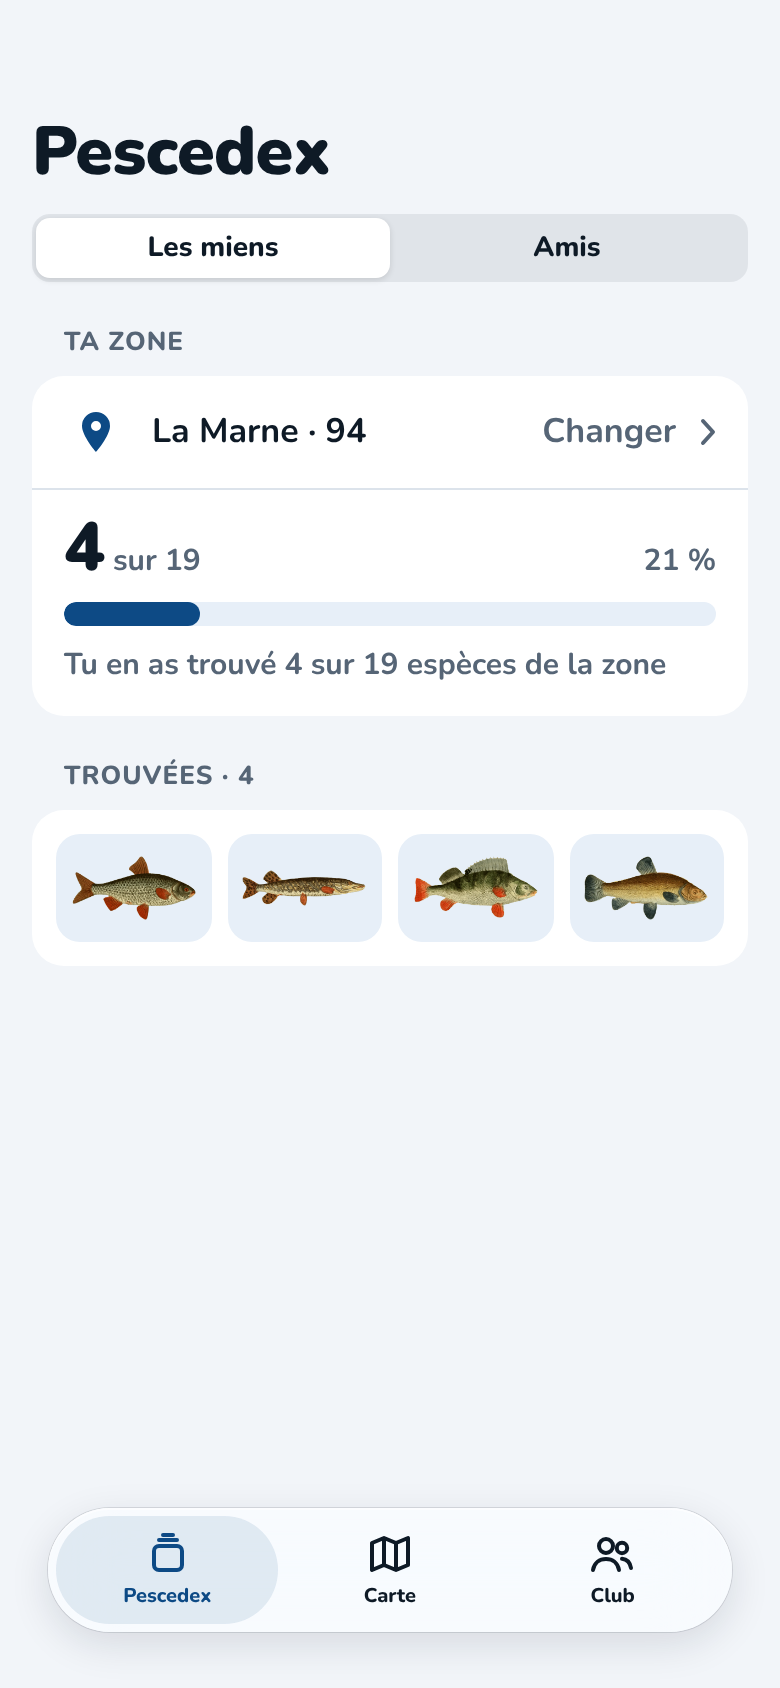 Pescedex
Les miens
Amis
TA ZONE
La Marne · 94
Changer
4 sur 19
21 %
Tu en as trouvé 4 sur 19 espèces de la zone
TROUVÉES · 4
Pescedex
Carte
Club